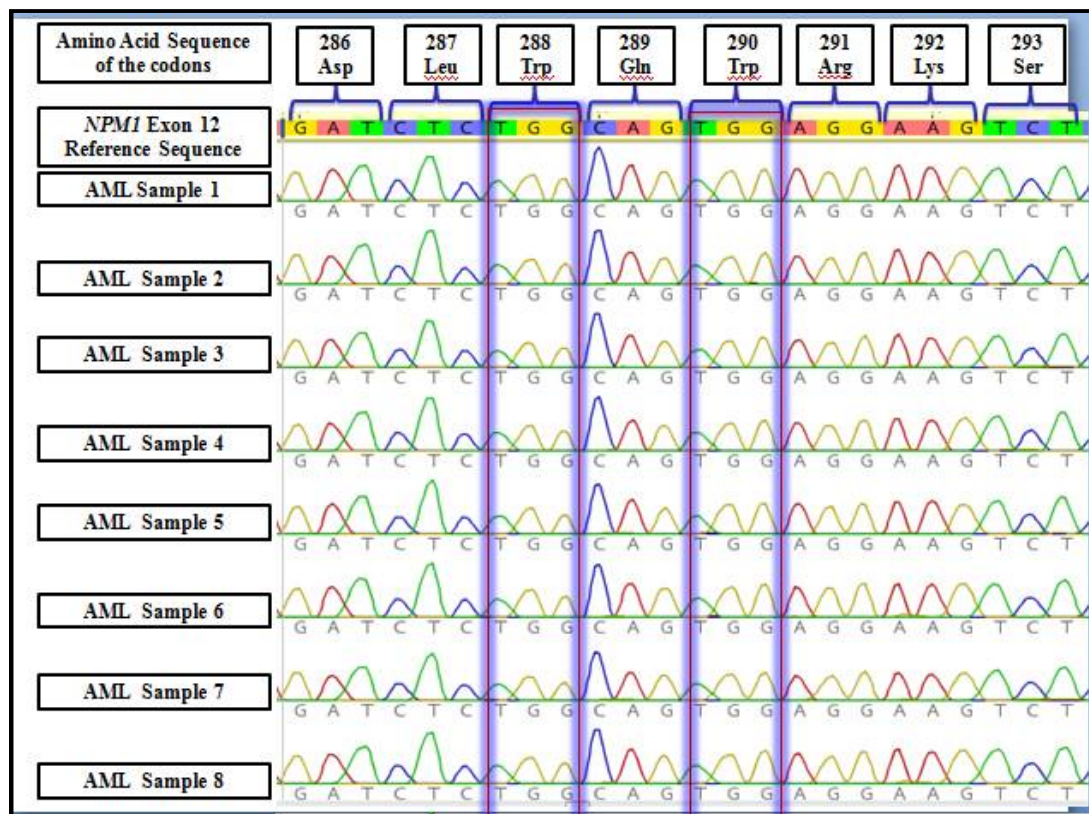 Amino Acid Sequence
of the codons
286
Asp
287
Leu
288
Trp
289
Gln
290
Trp
291
Arg
292
Lys
293
Ser
NPM1 Exon 12
Reference Sequence
G A T C T C T G G C A G T G G A G G A A G T C T
AML Sample 1
G A T C T C T G G C A G T G G A G G A A G T C T
AML Sample 2
G A T C T C T G G C A G T G G A G G A A G T C T
AML Sample 3
G A T C T C T G G C A G T G G A G G A A G T C T
AML Sample 4
G A T C T C T G G C A G T G G A G G A A G T C T
AML Sample 5
G A T C T C T G G C A G T G G A G G A A G T C T
AML Sample 6
G A T C T C T G G C A G T G G A G G A A G T C T
AML Sample 7
G A T C T C T G G C A G T G G A G G A A G T C T
AML Sample 8
G A T C T C T G G C A G T G G A G G A A G T C T